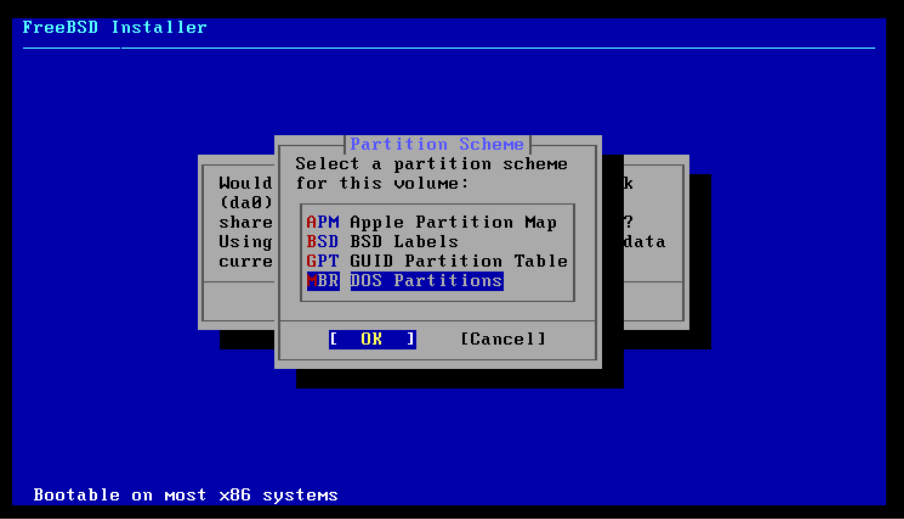 FreeBSD Installer
Partition Scheme
Select a partition scheme
for this volume:
Would
(da0)
share
Using
curre
k
?
data
APM Apple Partition Map
BSD BSD Labels
GPT GUID Partition Table
MBR DOS Partitions
[ OK ] [Cancel]
Bootable on most x86 systems